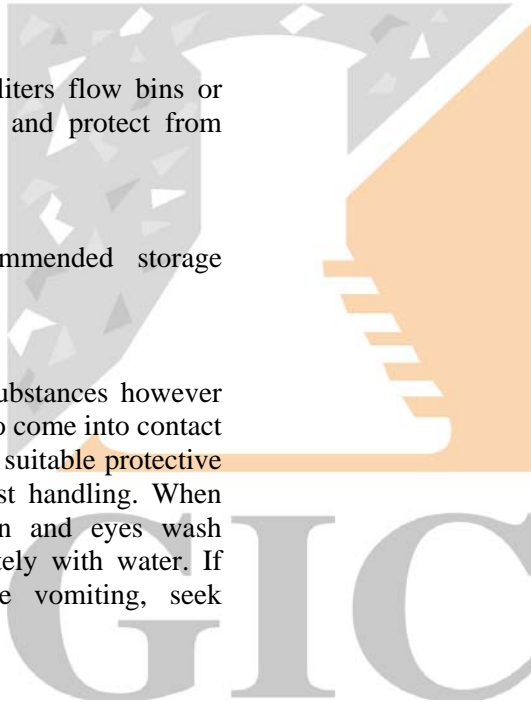 liters flow bins or
and protect from
ommended storage
ubstances however
o come into contact
suitable protective
st handling. When
n and eyes wash
tely with water. If
e vomiting, seek
GIC